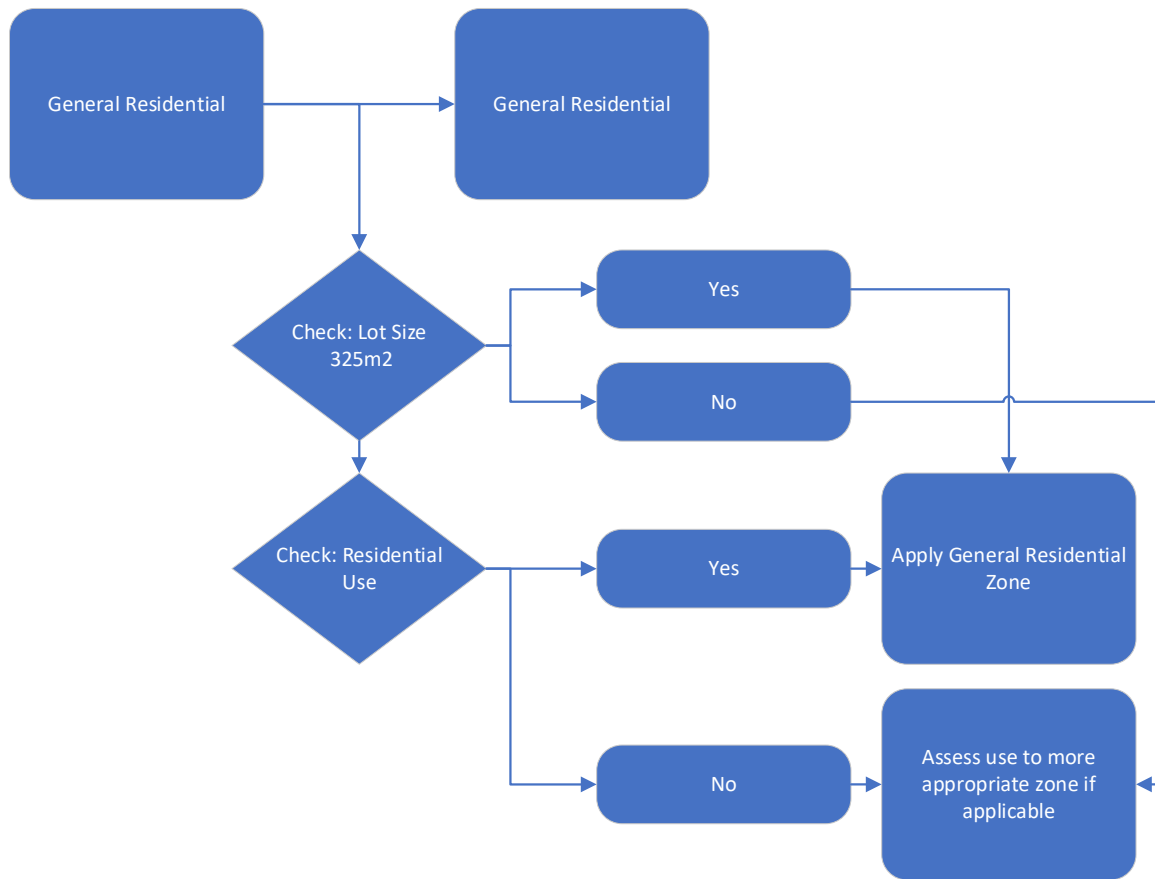 General Residential
General Residential
Check: Lot Size
325m2
Yes
No
Check: Residential
Use
Yes
Apply General Residential
Zone
No
Assess use to more
appropriate zone if
applicable